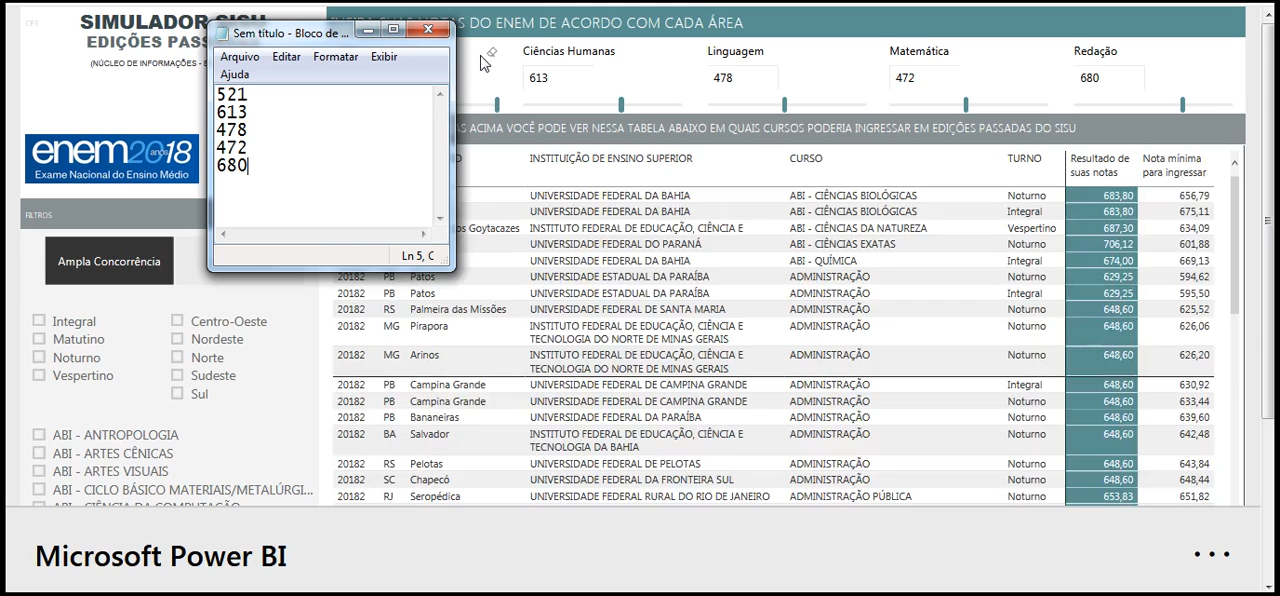 CP3
SIMULADOR SISU
EDIÇÕES PAS
(NÚCLEO DE INFORMAÇÕES - S
INSIRA SUAS NOTAS DO ENEM DE ACORDO COM CADA ÁREA
Sem título - Bloco de ...
Arquivo Editar Formatar Exibir
Ajuda
521
613
478
472
680
Ln 5, C
Ciências Humanas
613
Linguagem
478
Matemática
472
Redação
680
AS ACIMA VOCÊ PODE VER NESSA TABELA ABAIXO EM QUAIS CURSOS PODERIA INGRESSAR EM EDIÇÕES PASSADAS DO SISU
enem2018
anos
Exame Nacional do Ensino Médio
FILTROS
Ampla Concorrência
Integral
Matutino
Noturno
Vespertino
Centro-Oeste
Nordeste
Norte
Sudeste
Sul
ABI - ANTROPOLOGIA
ABI - ARTES CÊNICAS
ABI - ARTES VISUAIS
ABI - CICLO BÁSICO MATERIAIS/METALÚRGI...
ABI - CIÊNCIA DA COMPUTAÇÃO
O INSTITUIÇÃO DE ENSINO SUPERIOR CURSO TURNO Resultado de suas notas Nota mínima para ingressar
UNIVERSIDADE FEDERAL DA BAHIA ABI - CIÊNCIAS BIOLÓGICAS Noturno 683,80 656,79
UNIVERSIDADE FEDERAL DA BAHIA ABI - CIÊNCIAS BIOLÓGICAS Integral 683,80 675,11
os Goytacazes INSTITUTO FEDERAL DE EDUCAÇÃO, CIÊNCIA E ABI - CIÊNCIAS DA NATUREZA Vespertino 687,30 634,09
UNIVERSIDADE FEDERAL DO PARANÁ ABI - CIÊNCIAS EXATAS Noturno 706,12 601,88
UNIVERSIDADE FEDERAL DA BAHIA ABI - QUÍMICA Integral 674,00 669,13
20182 PB Patos UNIVERSIDADE ESTADUAL DA PARAÍBA ADMINISTRAÇÃO Noturno 629,25 594,62
20182 PB Patos UNIVERSIDADE ESTADUAL DA PARAÍBA ADMINISTRAÇÃO Integral 629,25 595,50
20182 RS Palmeira das Missões UNIVERSIDADE FEDERAL DE SANTA MARIA ADMINISTRAÇÃO Noturno 648,60 625,52
20182 MG Pirapora INSTITUTO FEDERAL DE EDUCAÇÃO, CIÊNCIA E ADMINISTRAÇÃO Noturno 648,60 626,06
TECNOLOGIA DO NORTE DE MINAS GERAIS
20182 MG Arinos INSTITUTO FEDERAL DE EDUCAÇÃO, CIÊNCIA E ADMINISTRAÇÃO Noturno 648,60 626,20
TECNOLOGIA DO NORTE DE MINAS GERAIS
20182 PB Campina Grande UNIVERSIDADE FEDERAL DE CAMPINA GRANDE ADMINISTRAÇÃO Integral 648,60 630,92
20182 PB Campina Grande UNIVERSIDADE FEDERAL DE CAMPINA GRANDE ADMINISTRAÇÃO Noturno 648,60 633,44
20182 PB Bananeiras UNIVERSIDADE FEDERAL DA PARAÍBA ADMINISTRAÇÃO Noturno 648,60 639,60
20182 BA Salvador INSTITUTO FEDERAL DE EDUCAÇÃO, CIÊNCIA E ADMINISTRAÇÃO Noturno 648,60 642,48
TECNOLOGIA DA BAHIA
20182 RS Pelotas UNIVERSIDADE FEDERAL DE PELOTAS ADMINISTRAÇÃO Noturno 648,60 643,84
20182 SC Chapecó UNIVERSIDADE FEDERAL DA FRONTEIRA SUL ADMINISTRAÇÃO Noturno 648,60 648,44
20182 RJ Seropédica UNIVERSIDADE FEDERAL RURAL DO RIO DE JANEIRO ADMINISTRAÇÃO PÚBLICA Noturno 653,83 651,82
Microsoft Power BI